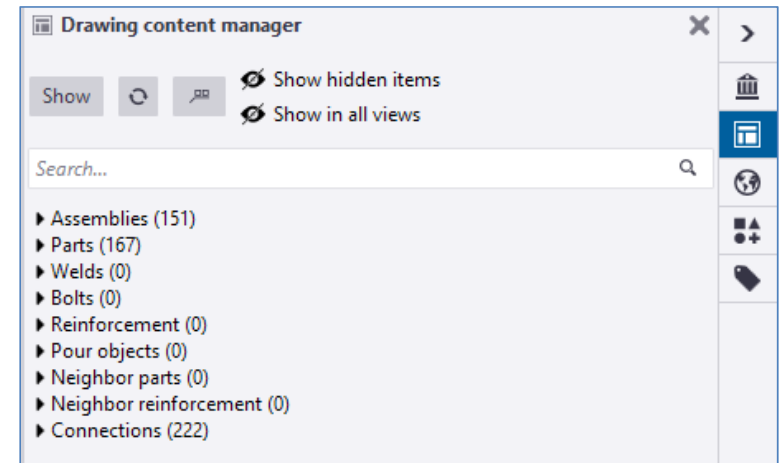 Drawing content manager
Show
Show hidden items
Show in all views
Search...
Assemblies (151)
Parts (167)
Welds (0)
Bolts (0)
Reinforcement (0)
Pour objects (0)
Neighbor parts (0)
Neighbor reinforcement (0)
Connections (222)